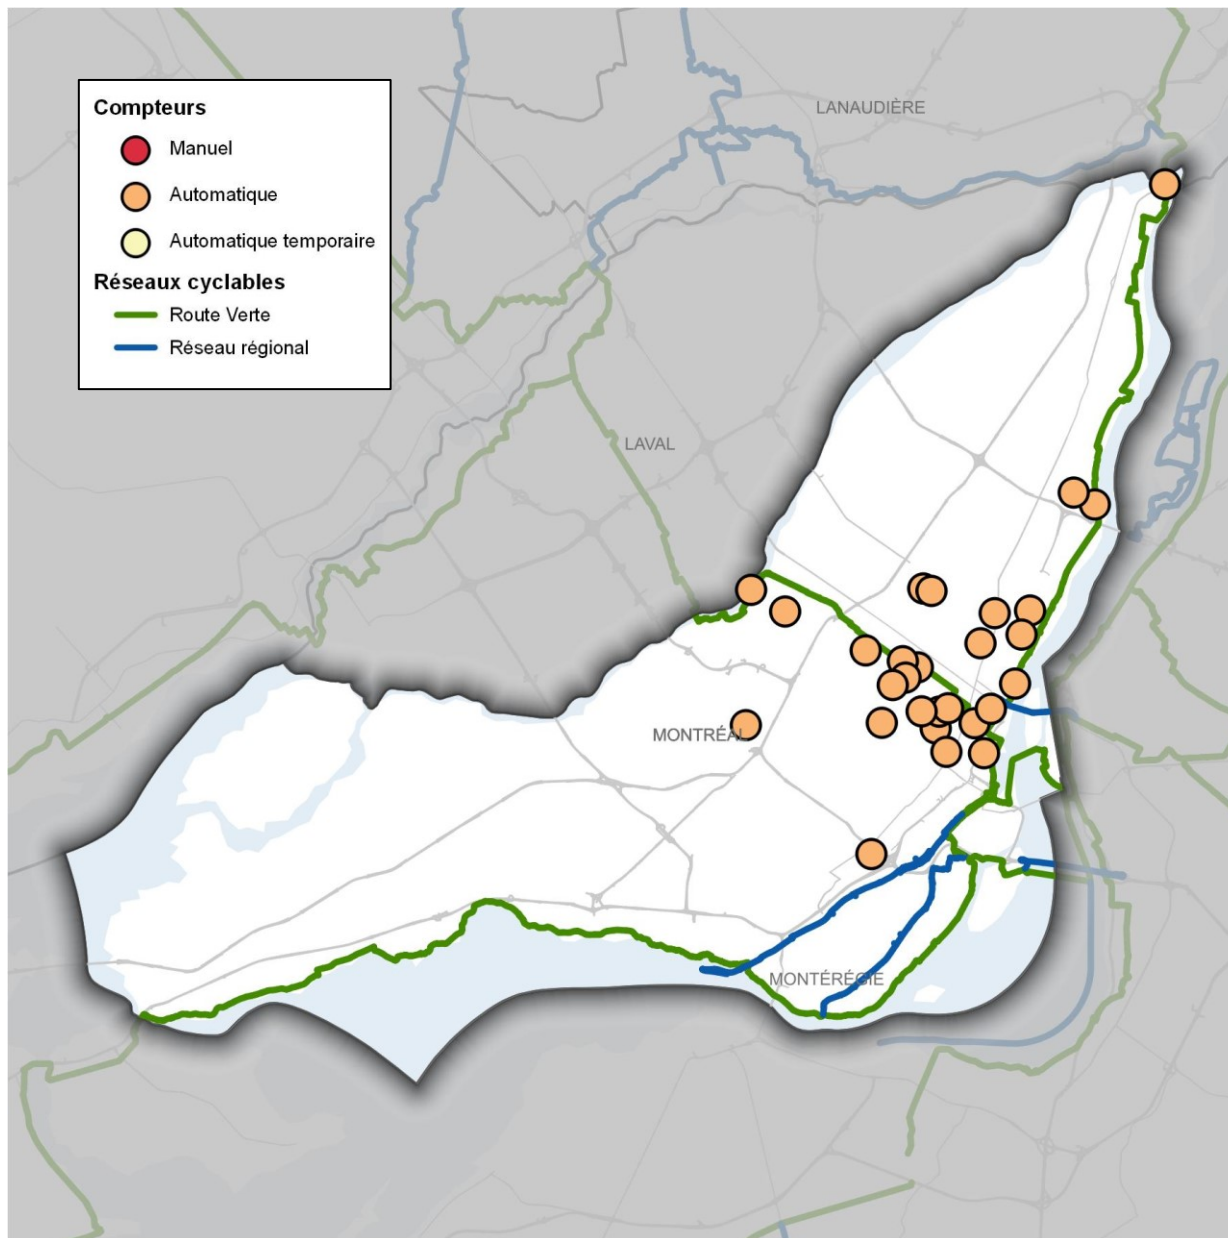 Compteurs
Manuel
Automatique
Automatique temporaire
Réseaux cyclables
Route Verte
Réseau régional
LANAUDIÈRE
LAVAL
MONTRÉAL
MONTÉRÉGIE